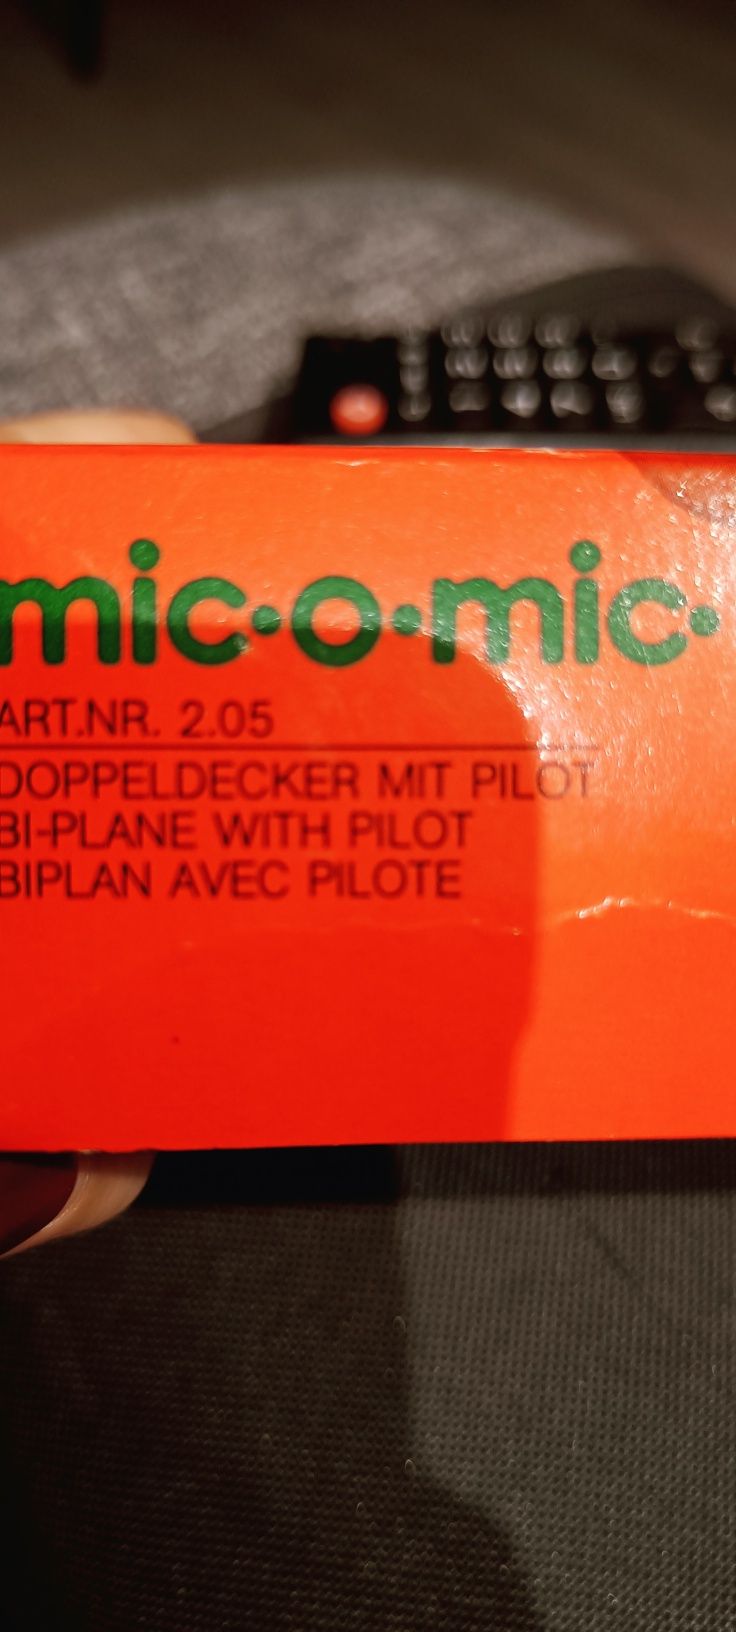 mic·o·mic·
ART.NR. 2.05
DOPPELDECKER MIT PILOT
BI-PLANE WITH PILOT
BIPLAN AVEC PILOTE